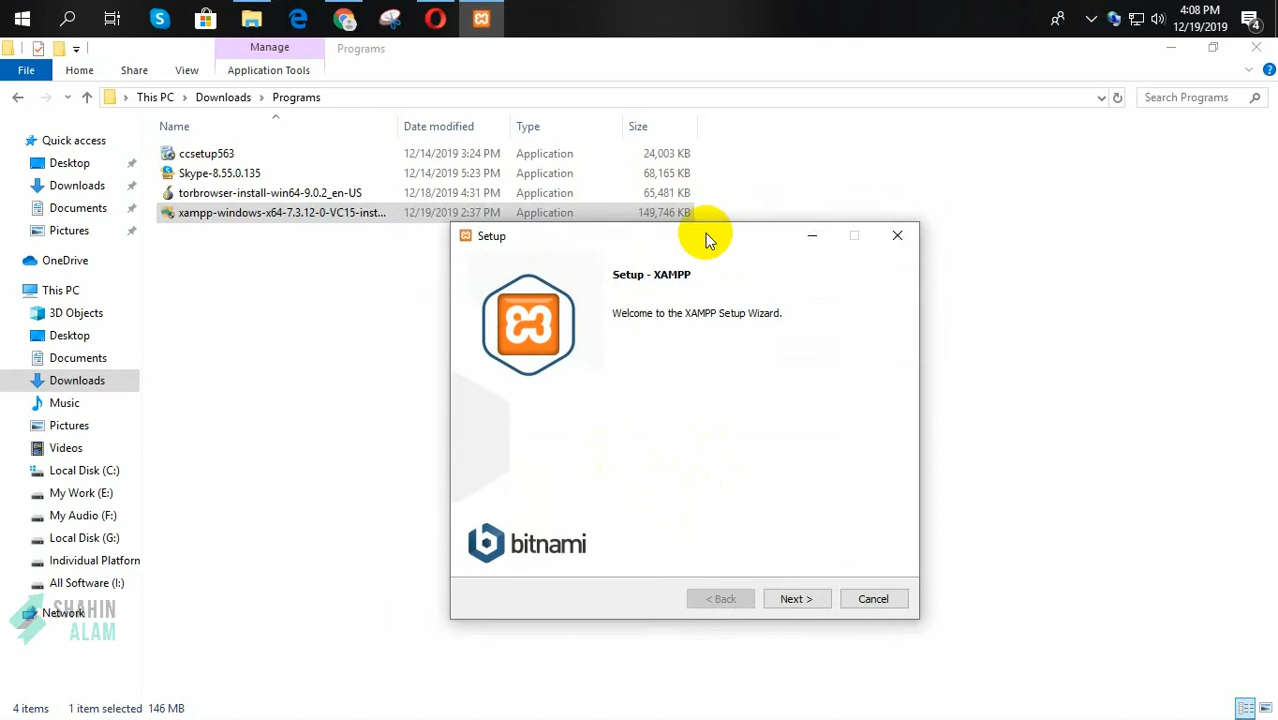 4:08 PM
12/19/2019
4
Manage
Programs
File
Home
Share
View
Application Tools
This PC
Downloads
Programs
Search Programs
Name
Date modified
Type
Size
Quick access
Desktop
Downloads
Documents
Pictures
OneDrive
This PC
3D Objects
Desktop
Documents
Downloads
Music
Pictures
Videos
Local Disk (C:)
My Work (E:)
My Audio (F:)
Local Disk (G:)
Individual Platform
All Software (I:)
Network
ccsetup563 12/14/2019 3:24 PM Application 24,003 KB
Skype-8.55.0.135 12/14/2019 5:23 PM Application 68,165 KB
torbrowser-install-win64-9.0.2_en-US 12/18/2019 4:31 PM Application 65,481 KB
xampp-windows-x64-7.3.12-0-VC15-inst... 12/19/2019 2:37 PM Application 149,746 KB
Setup
Setup - XAMPP
Welcome to the XAMPP Setup Wizard.
bitnami
< Back
Next >
Cancel
SHAHIN
ALAM
4 items 1 item selected 146 MB